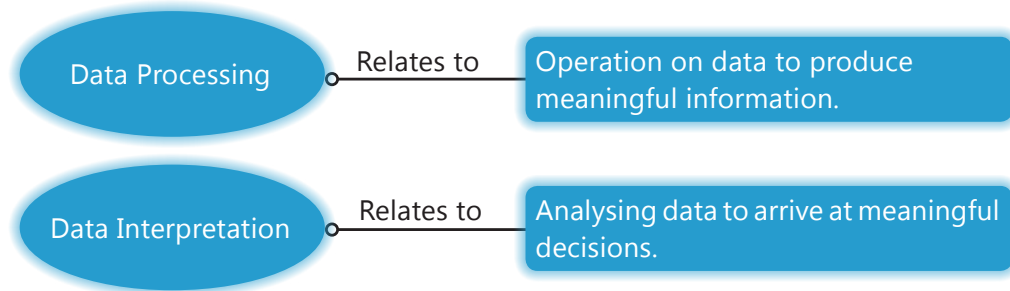 Data Processing
Relates to
Operation on data to produce
meaningful information.
Data Interpretation
Relates to
Analysing data to arrive at meaningful
decisions.